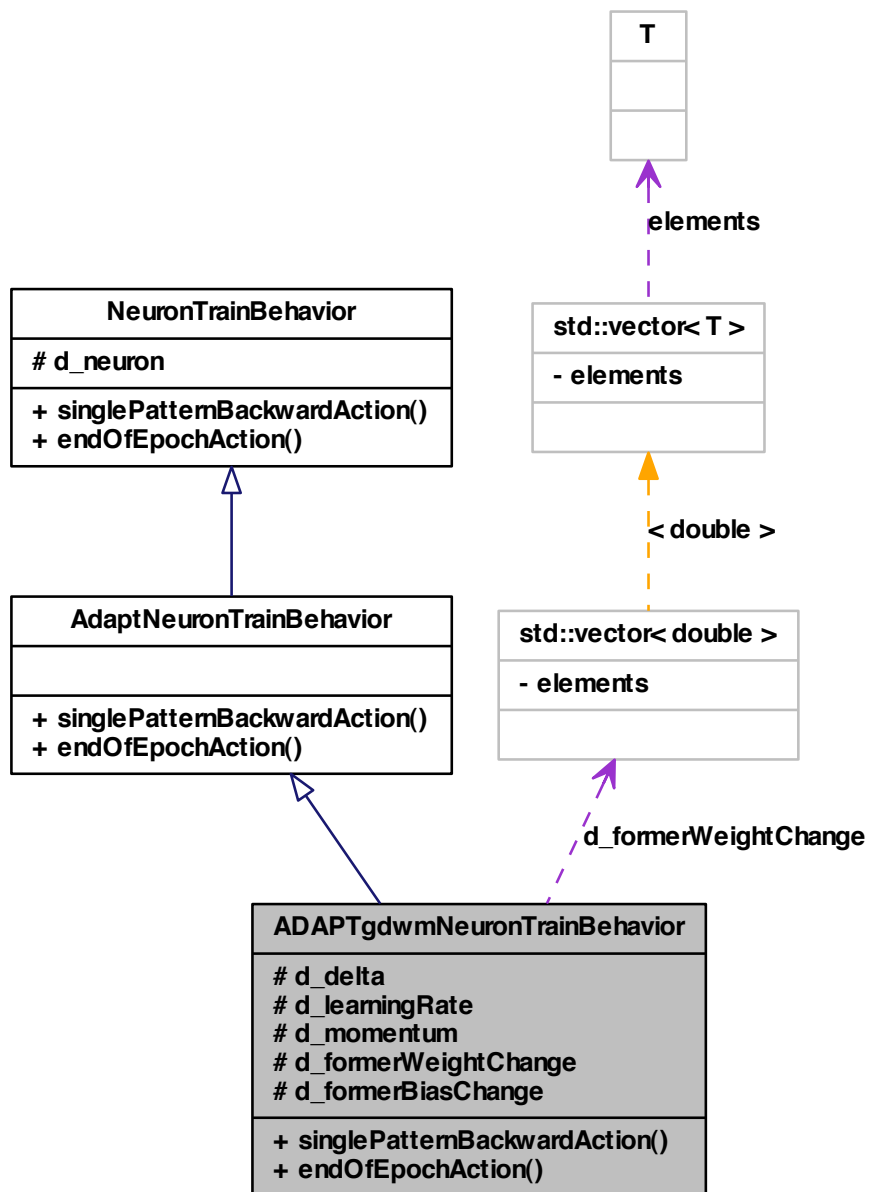 T
elements
NeuronTrainBehavior
# d_neuron
+ singlePatternBackwardAction()
+ endOfEpochAction()
std::vector< T >
- elements
< double >
AdaptNeuronTrainBehavior
+ singlePatternBackwardAction()
+ endOfEpochAction()
std::vector< double >
- elements
d_formerWeightChange
ADAPTgdwmNeuronTrainBehavior
# d_delta
# d_learningRate
# d_momentum
# d_formerWeightChange
# d_formerBiasChange
+ singlePatternBackwardAction()
+ endOfEpochAction()